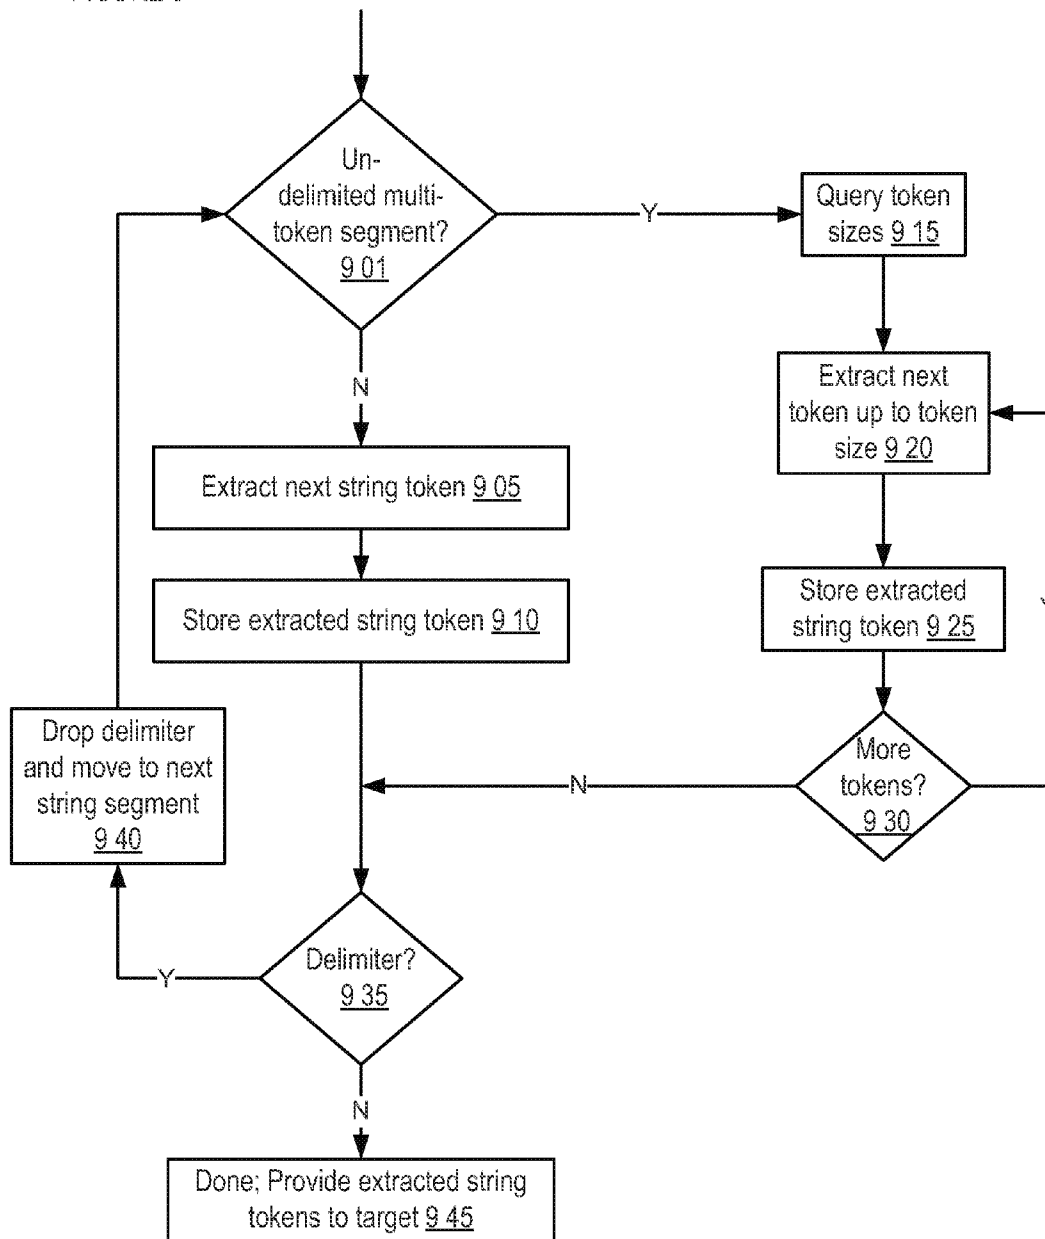 Un-
delimited multi-
token segment?
9 01
Y
Query token
sizes 9 15
N
Extract next
token up to token
size 9 20
Extract next string token 9 05
Store extracted string token 9 10
Store extracted
string token 9 25
Drop delimiter
and move to next
string segment
9 40
More
tokens?
9 30
N
Delimiter?
9 35
Y
N
Done; Provide extracted string
tokens to target 9 45